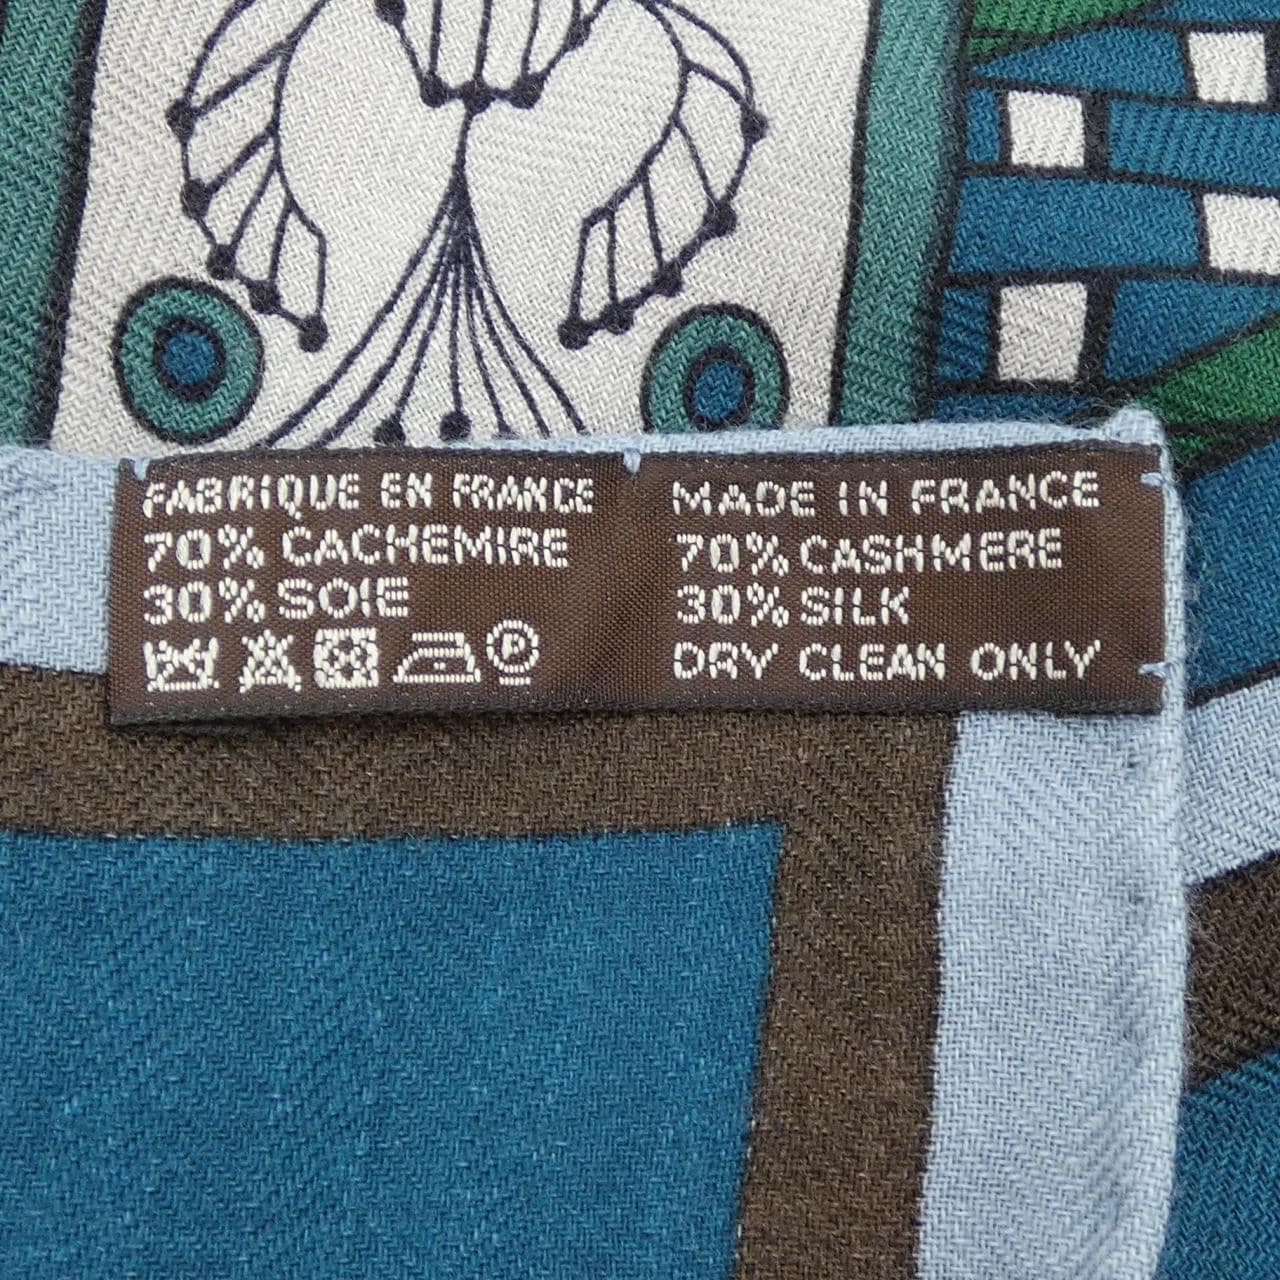 FABRIQUE EN FRANCE
70% CACHEMIRE
30% SOIE
P
MADE IN FRANCE
70% CASHMERE
30% SILK
DRY CLEAN ONLY